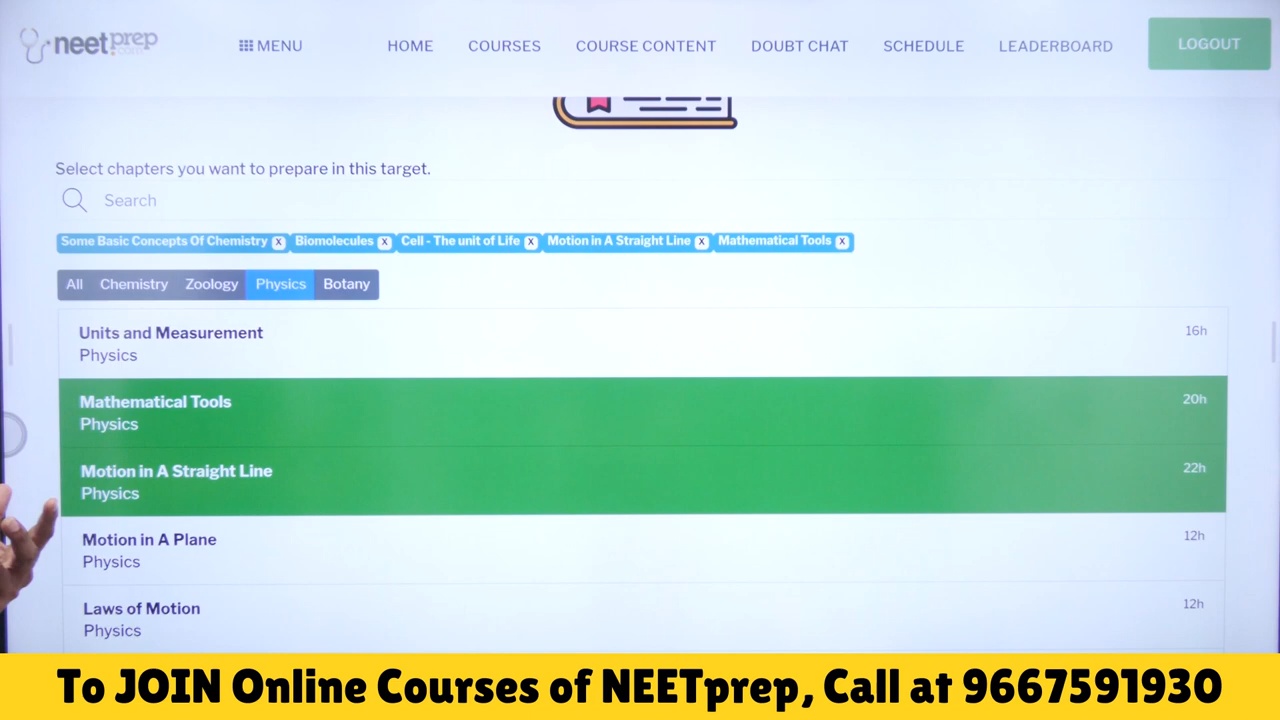 neetprep
.com
MENU
HOME
COURSES
COURSE CONTENT
DOUBT CHAT
SCHEDULE
LEADERBOARD
LOGOUT
Select chapters you want to prepare in this target.
Search
Some Basic Concepts Of Chemistry X Biomolecules X Cell - The unit of Life X Motion in A Straight Line X Mathematical Tools X
All Chemistry Zoology Physics Botany
Units and Measurement 16h
Physics
Mathematical Tools 20h
Physics
Motion in A Straight Line 22h
Physics
Motion in A Plane 12h
Physics
Laws of Motion 12h
Physics
To JOIN Online Courses of NEETprep, Call at 9667591930